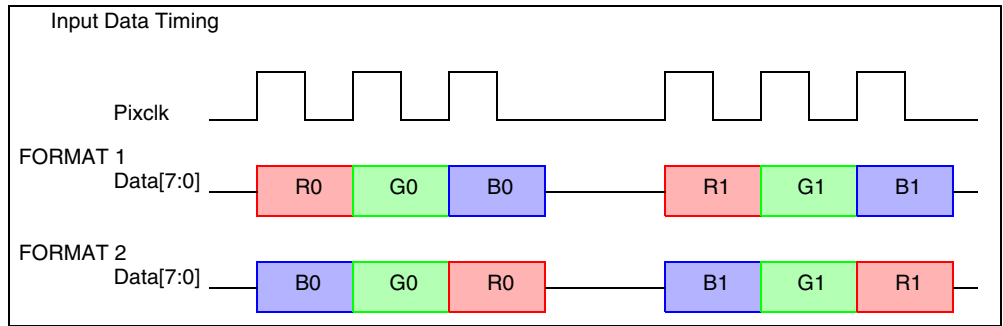 Input Data Timing
Pixclk
FORMAT 1
Data[7:0] R0 G0 B0 R1 G1 B1
FORMAT 2
Data[7:0] B0 G0 R0 B1 G1 R1